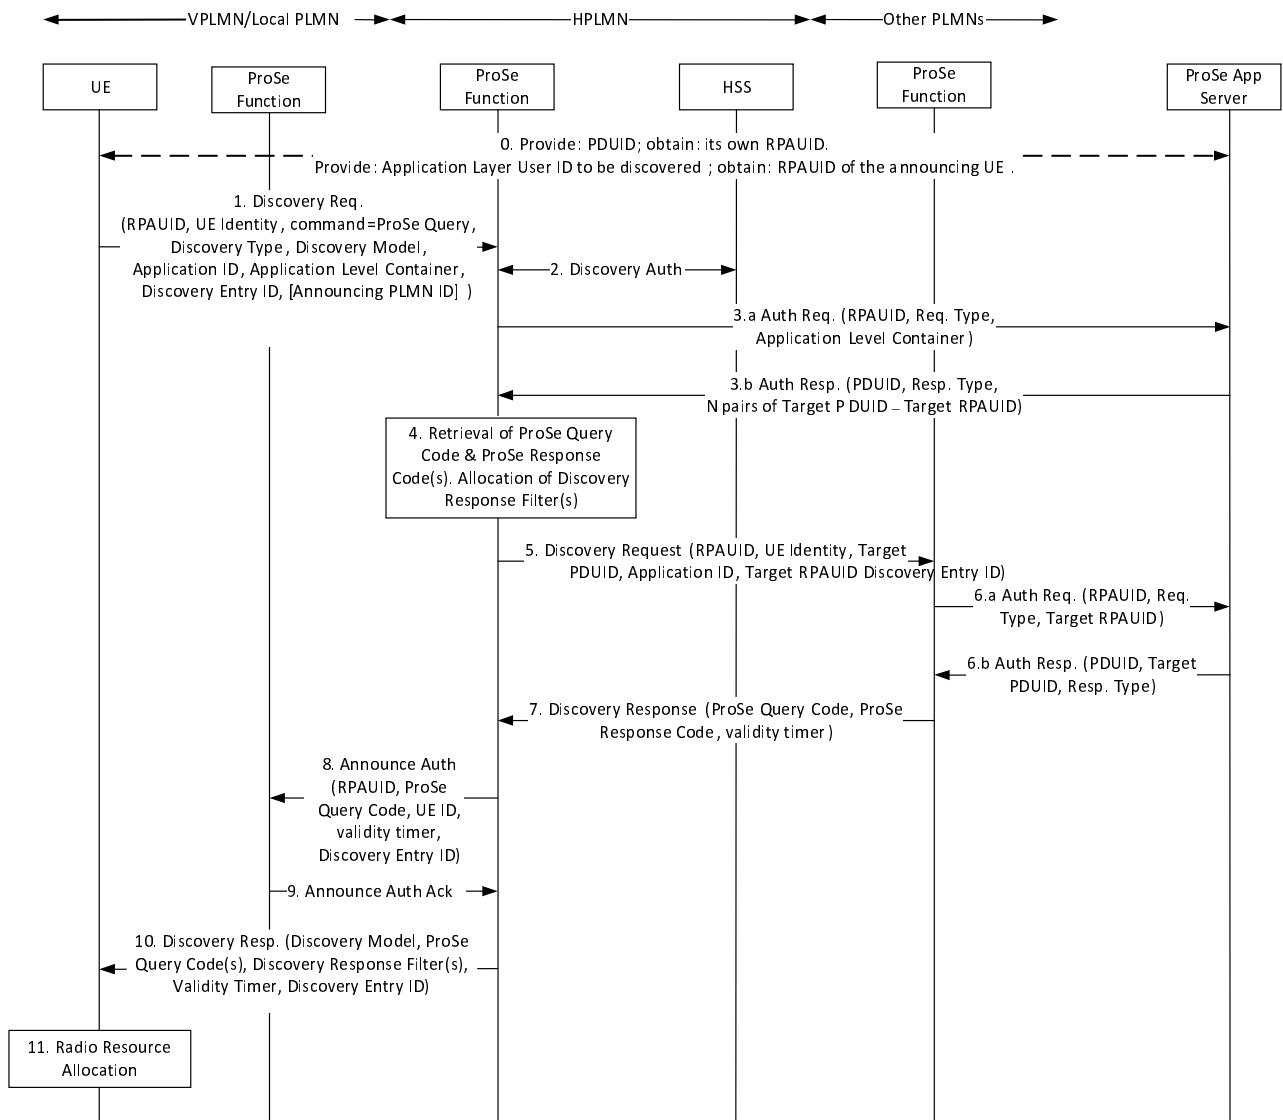 VPLMN/Local PLMN
HPLMN
Other PLMNs
UE
ProSe
Function
ProSe
Function
HSS
ProSe
Function
ProSe App
Server
0. Provide: PDUID; obtain: its own RPAUID.
Provide: Application Layer User ID to be discovered ; obtain: RPAUID of the announcing UE .
1. Discovery Req.
(RPAUID, UE Identity, command=ProSe Query,
Discovery Type, Discovery Model,
Application ID, Application Level Container,
Discovery Entry ID, [Announcing PLMN ID] )
2. Discovery Auth
3.a Auth Req. (RPAUID, Req. Type,
Application Level Container)
3.b Auth Resp. (PDUID, Resp. Type,
N pairs of Target PDUID – Target RPAUID)
4. Retrieval of ProSe Query
Code & ProSe Response
Code(s). Allocation of Discovery
Response Filter(s)
5. Discovery Request (RPAUID, UE Identity, Target
PDUID, Application ID, Target RPAUID Discovery Entry ID)
6.a Auth Req. (RPAUID, Req.
Type, Target RPAUID)
6.b Auth Resp. (PDUID, Target
PDUID, Resp. Type)
7. Discovery Response (ProSe Query Code, ProSe
Response Code, validity timer)
8. Announce Auth
(RPAUID, ProSe
Query Code, UE ID,
validity timer,
Discovery Entry ID)
9. Announce Auth Ack
10. Discovery Resp. (Discovery Model, ProSe
Query Code(s), Discovery Response Filter(s),
Validity Timer, Discovery Entry ID)
11. Radio Resource
Allocation